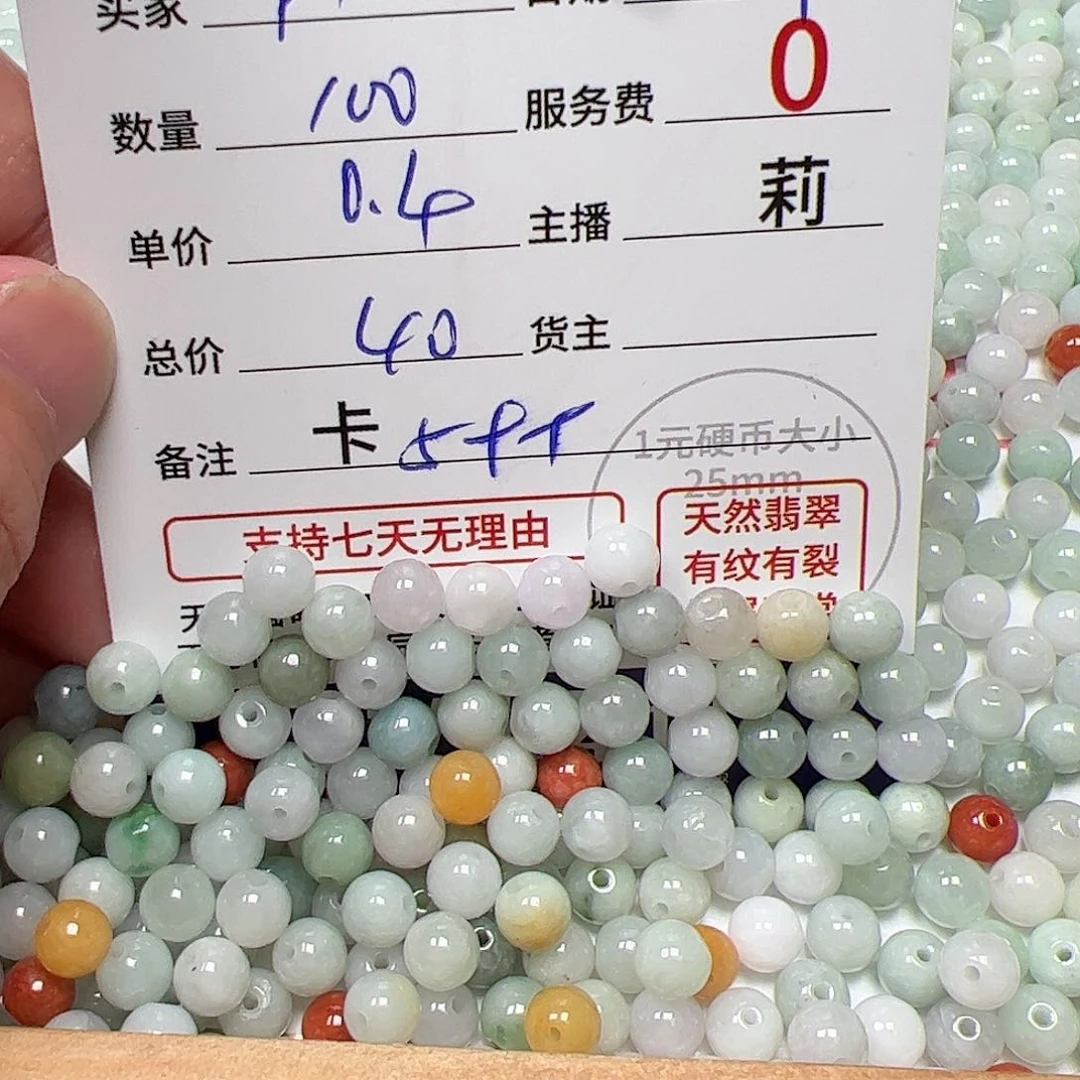 买家
数量 100 服务费 0
单价 0.4 主播 莉
总价 40 货主
备注 卡 5
1元硬币大小
25mm
支持七天无理由
天然翡翠
有纹有裂